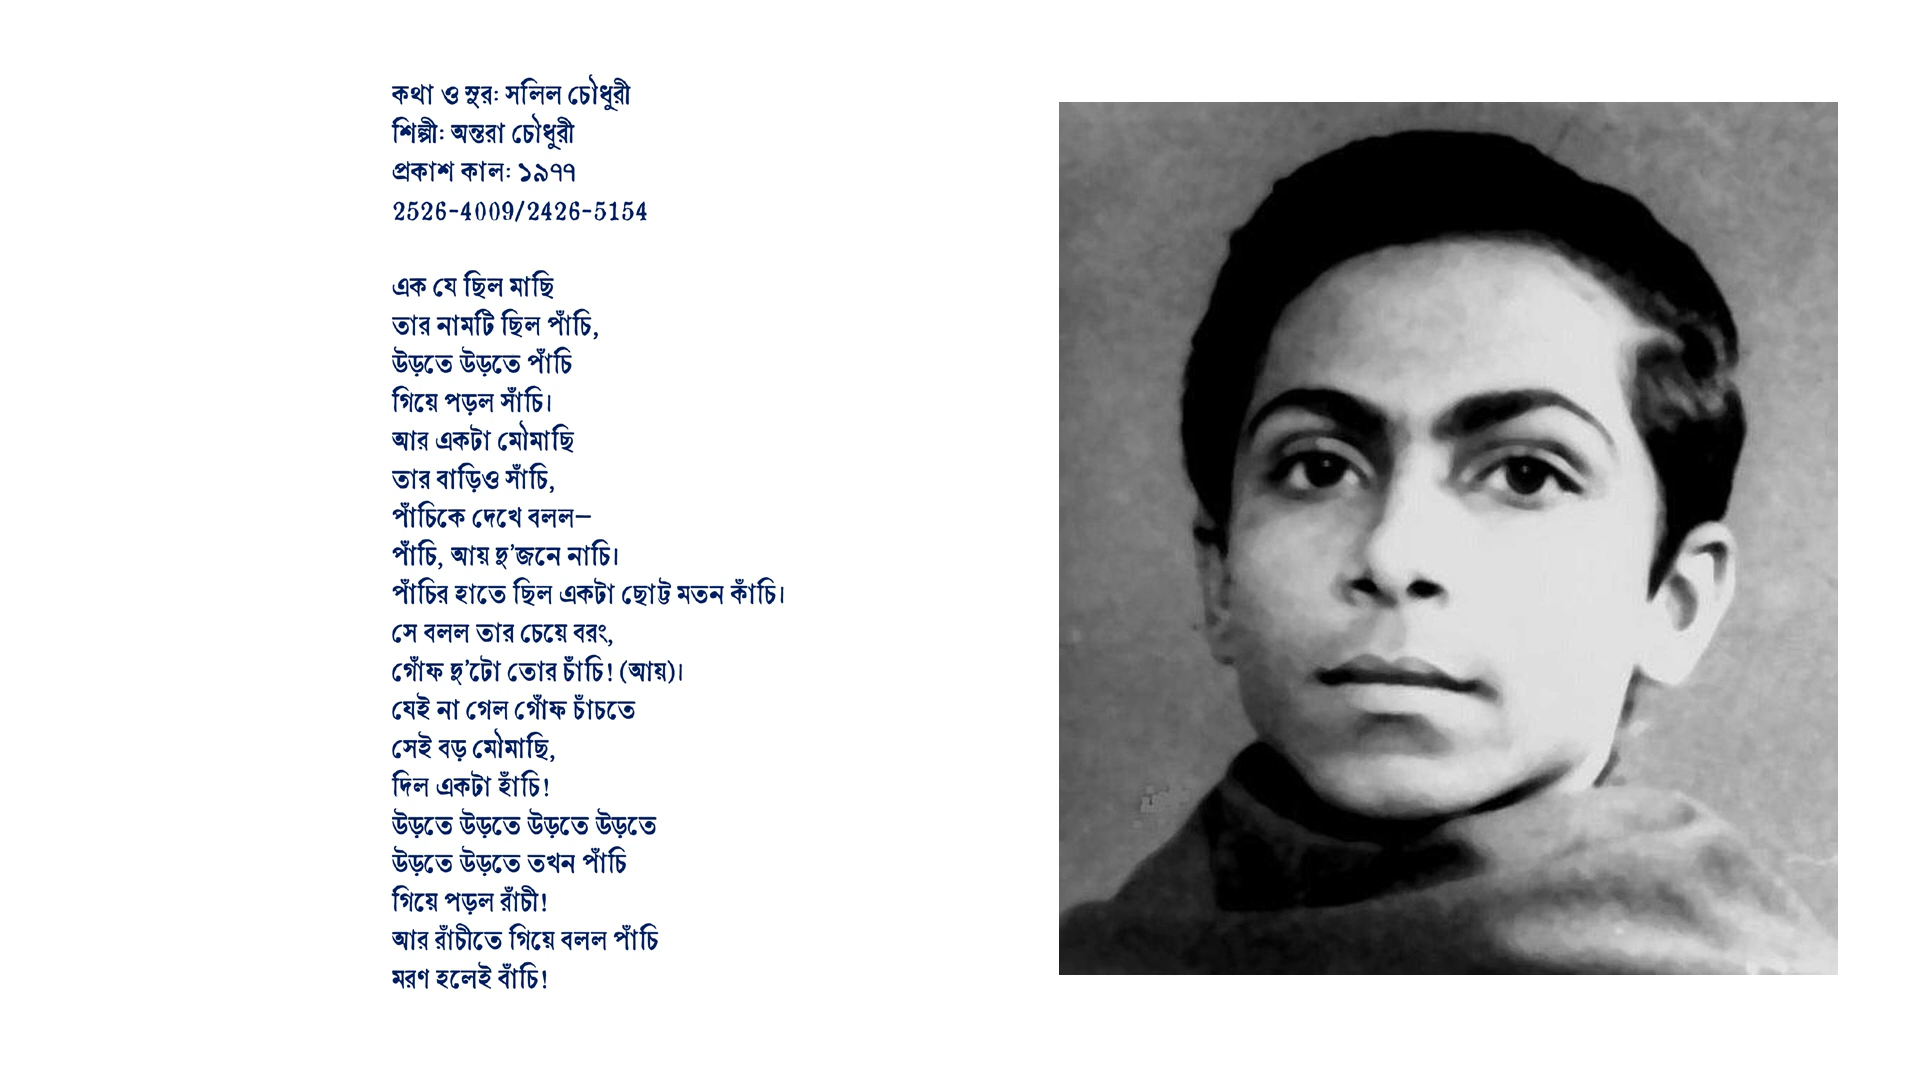 কথা ও সুর: সলিল চৌধুরী
শিল্পী: অন্তরা চৌধুরী
প্রকাশ কাল: ১৯৭৭
2526-4009/2426-5154
এক যে ছিল মাছি
তার নামটি ছিল পাঁচি,
উড়তে উড়তে পাঁচি
গিয়ে পড়ল সাঁচি।
আর একটা মৌমাছি
তার বাড়িও সাঁচি,
পাঁচিকে দেখে বলল—
পাঁচি, আয় দু’জনে নাচি।
পাঁচির হাতে ছিল একটা ছোট্ট মতন কাঁচি।
সে বলল তার চেয়ে বরং,
গোঁফ দু’টো তোর চাঁচি! (আয়)।
যেই না গেল গোঁফ চাঁচতে
সেই বড় মৌমাছি,
দিল একটা হাঁচি!
উড়তে উড়তে উড়তে উড়তে
উড়তে উড়তে তখন পাঁচি
গিয়ে পড়ল রাঁচী!
আর রাঁচীতে গিয়ে বলল পাঁচি
মরণ হলেই বাঁচি!